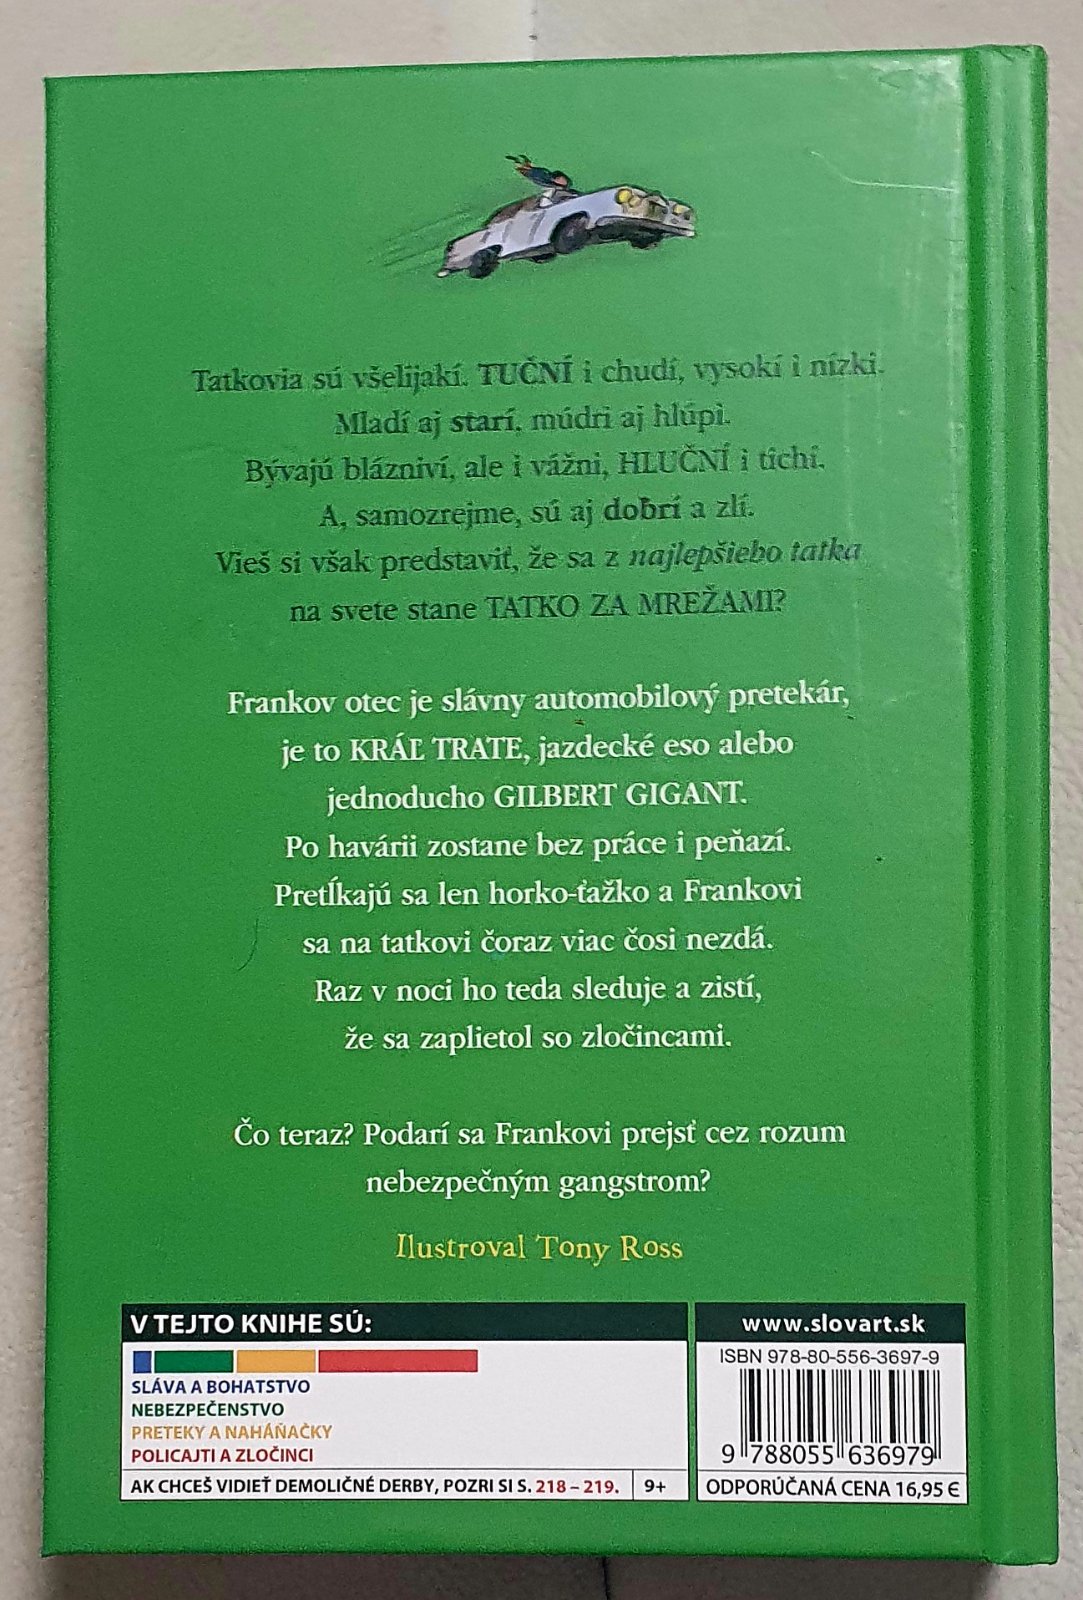 Tatkovia sú všelijakí. TUČNÍ i chudí, vysokí i nízki.
Mladí aj starí, múdri aj hlúpi.
Bývajú blázniví, ale i vážni, HLUČNÍ i tichí.
A, samozrejme, sú aj dobrí a zlí.
Vieš si však predstaviť, že sa z najlepšieho tatka
na svete stane TATKO ZA MREŽAMI?
Frankov otec je slávny automobilový pretekár,
je to KRÁĽ TRATE, jazdecké eso alebo
jednoducho GILBERT GIGANT.
Po havárii zostane bez práce i peňazí.
Pretĺkajú sa len horko-ťažko a Frankovi
sa na tatkovi čoraz viac čosi nezdá.
Raz v noci ho teda sleduje a zistí,
že sa zaplietol so zločincami.
Čo teraz? Podarí sa Frankovi prejsť cez rozum
nebezpečným gangstrom?
Ilustroval Tony Ross
V TEJTO KNIHE SÚ:
SLÁVA A BOHATSTVO
NEBEZPEČENSTVO
PRETEKY A NAHÁŇAČKY
POLICAJTI A ZLOČINCI
AK CHCEŠ VIDIEŤ DEMOLIČNÉ DERBY, POZRI SI S. 218 – 219.
9+
www.slovart.sk
ISBN 978-80-556-3697-9
9 788055 636979
ODPORÚČANÁ CENA 16,95 €